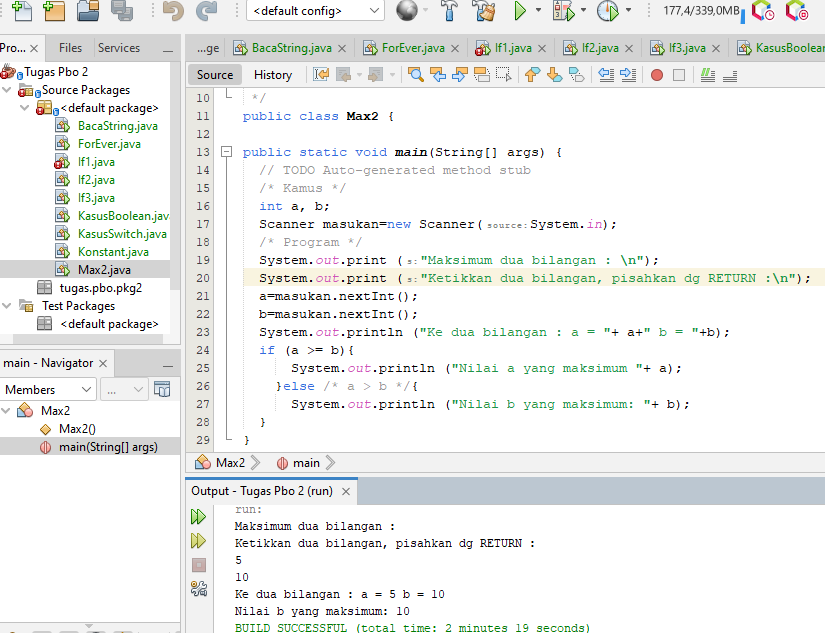 <default config>
177,4/339,0MB
Pro... Files Services
...ge BacaString.java ForEver.java If1.java If2.java If3.java KasusBoolean
Source History
Tugas Pbo 2
Source Packages
<default package>
BacaString.java
ForEver.java
If1.java
If2.java
If3.java
KasusBoolean.jav
KasusSwitch.java
Konstant.java
Max2.java
tugas.pbo.pkg2
Test Packages
<default package>
main - Navigator
Members ...
Max2
Max2()
main(String[] args)
10 */
11 public class Max2 {
12
13 public static void main(String[] args) {
14 // TODO Auto-generated method stub
15 /* Kamus */
16 int a, b;
17 Scanner masukan=new Scanner(source:System.in);
18 /* Program */
19 System.out.print (s:"Maksimum dua bilangan : \n");
20 System.out.print (s:"Ketikkan dua bilangan, pisahkan dg RETURN :\n");
21 a=masukan.nextInt();
22 b=masukan.nextInt();
23 System.out.println ("Ke dua bilangan : a = "+ a+" b = "+b);
24 if (a >= b){
25 System.out.println ("Nilai a yang maksimum "+ a);
26 }else /* a > b */{
27 System.out.println ("Nilai b yang maksimum: "+ b);
28 }
29 }
Max2 main
Output - Tugas Pbo 2 (run)
run:
Maksimum dua bilangan :
Ketikkan dua bilangan, pisahkan dg RETURN :
5
10
Ke dua bilangan : a = 5 b = 10
Nilai b yang maksimum: 10
BUILD SUCCESSFUL (total time: 2 minutes 19 seconds)